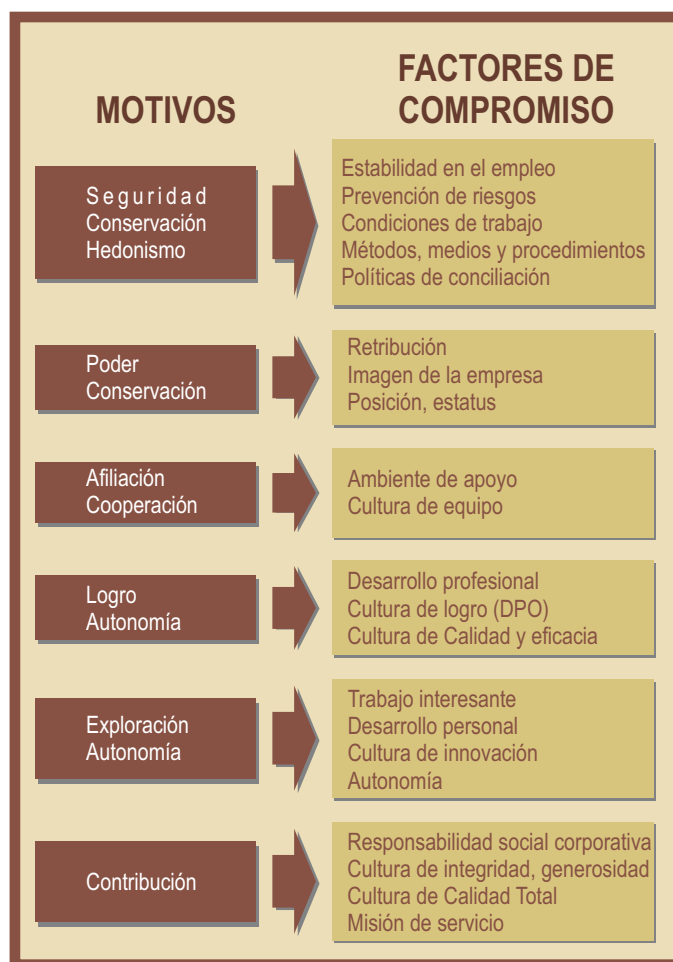 MOTIVOS
FACTORES DE
COMPROMISO
Seguridad
Conservación
Hedonismo
Estabilidad en el empleo
Prevención de riesgos
Condiciones de trabajo
Métodos, medios y procedimientos
Políticas de conciliación
Poder
Conservación
Retribución
Imagen de la empresa
Posición, estatus
Afiliación
Cooperación
Ambiente de apoyo
Cultura de equipo
Logro
Autonomía
Desarrollo profesional
Cultura de logro (DPO)
Cultura de Calidad y eficacia
Exploración
Autonomía
Trabajo interesante
Desarrollo personal
Cultura de innovación
Autonomía
Contribución
Responsabilidad social corporativa
Cultura de integridad, generosidad
Cultura de Calidad Total
Misión de servicio